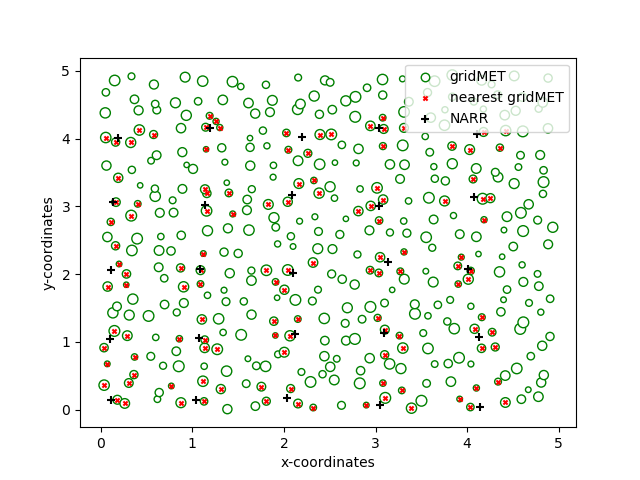 gridMET
nearest gridMET
NARR
5
4
3
2
1
0
y-coordinates
0
1
2
3
4
5
x-coordinates